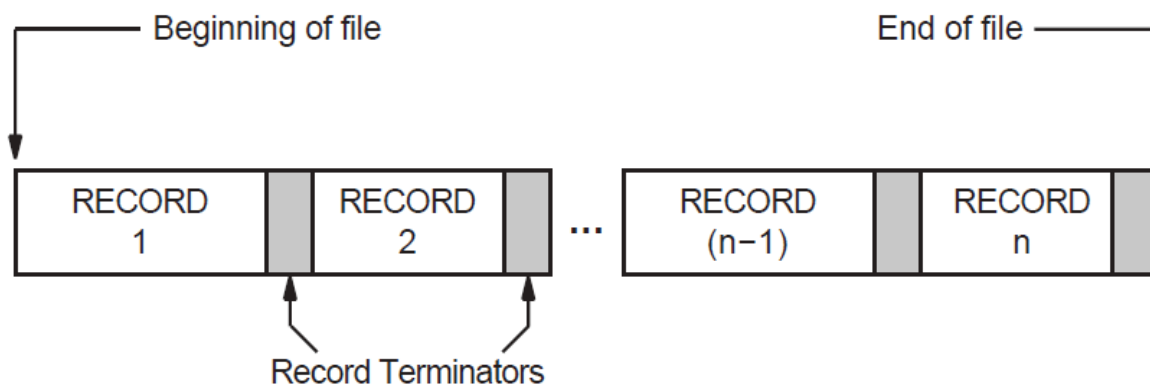 Beginning of file
End of file
RECORD
1
RECORD
2
...
RECORD
(n−1)
RECORD
n
Record Terminators